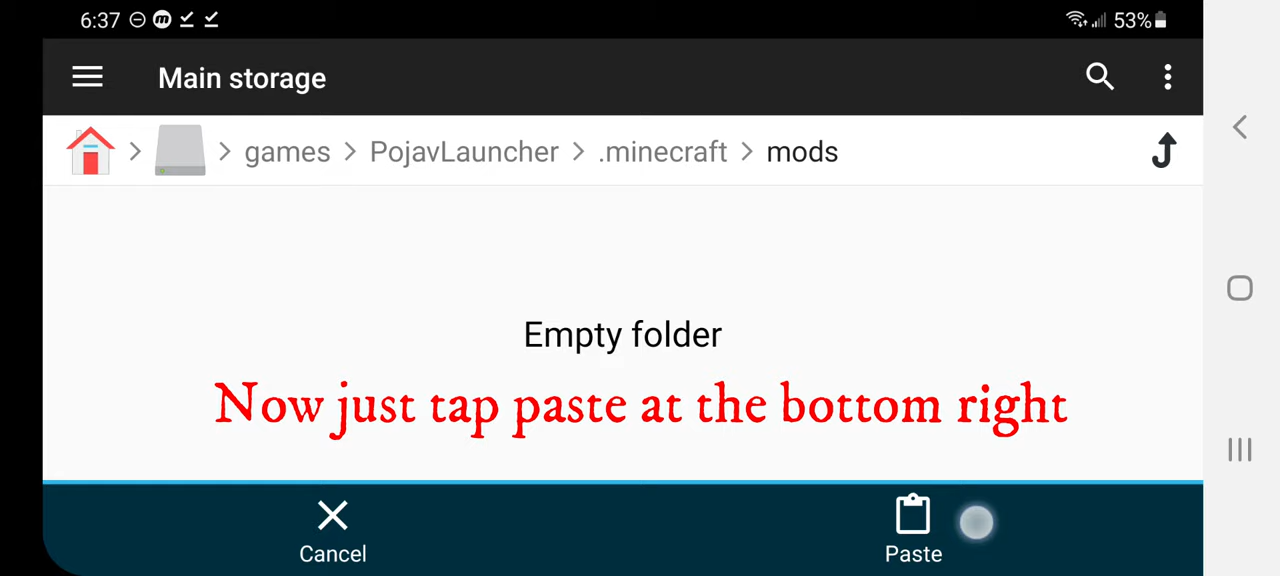 6:37
53%
Main storage
games > PojavLauncher > .minecraft > mods
Empty folder
Now just tap paste at the bottom right
Cancel
Paste